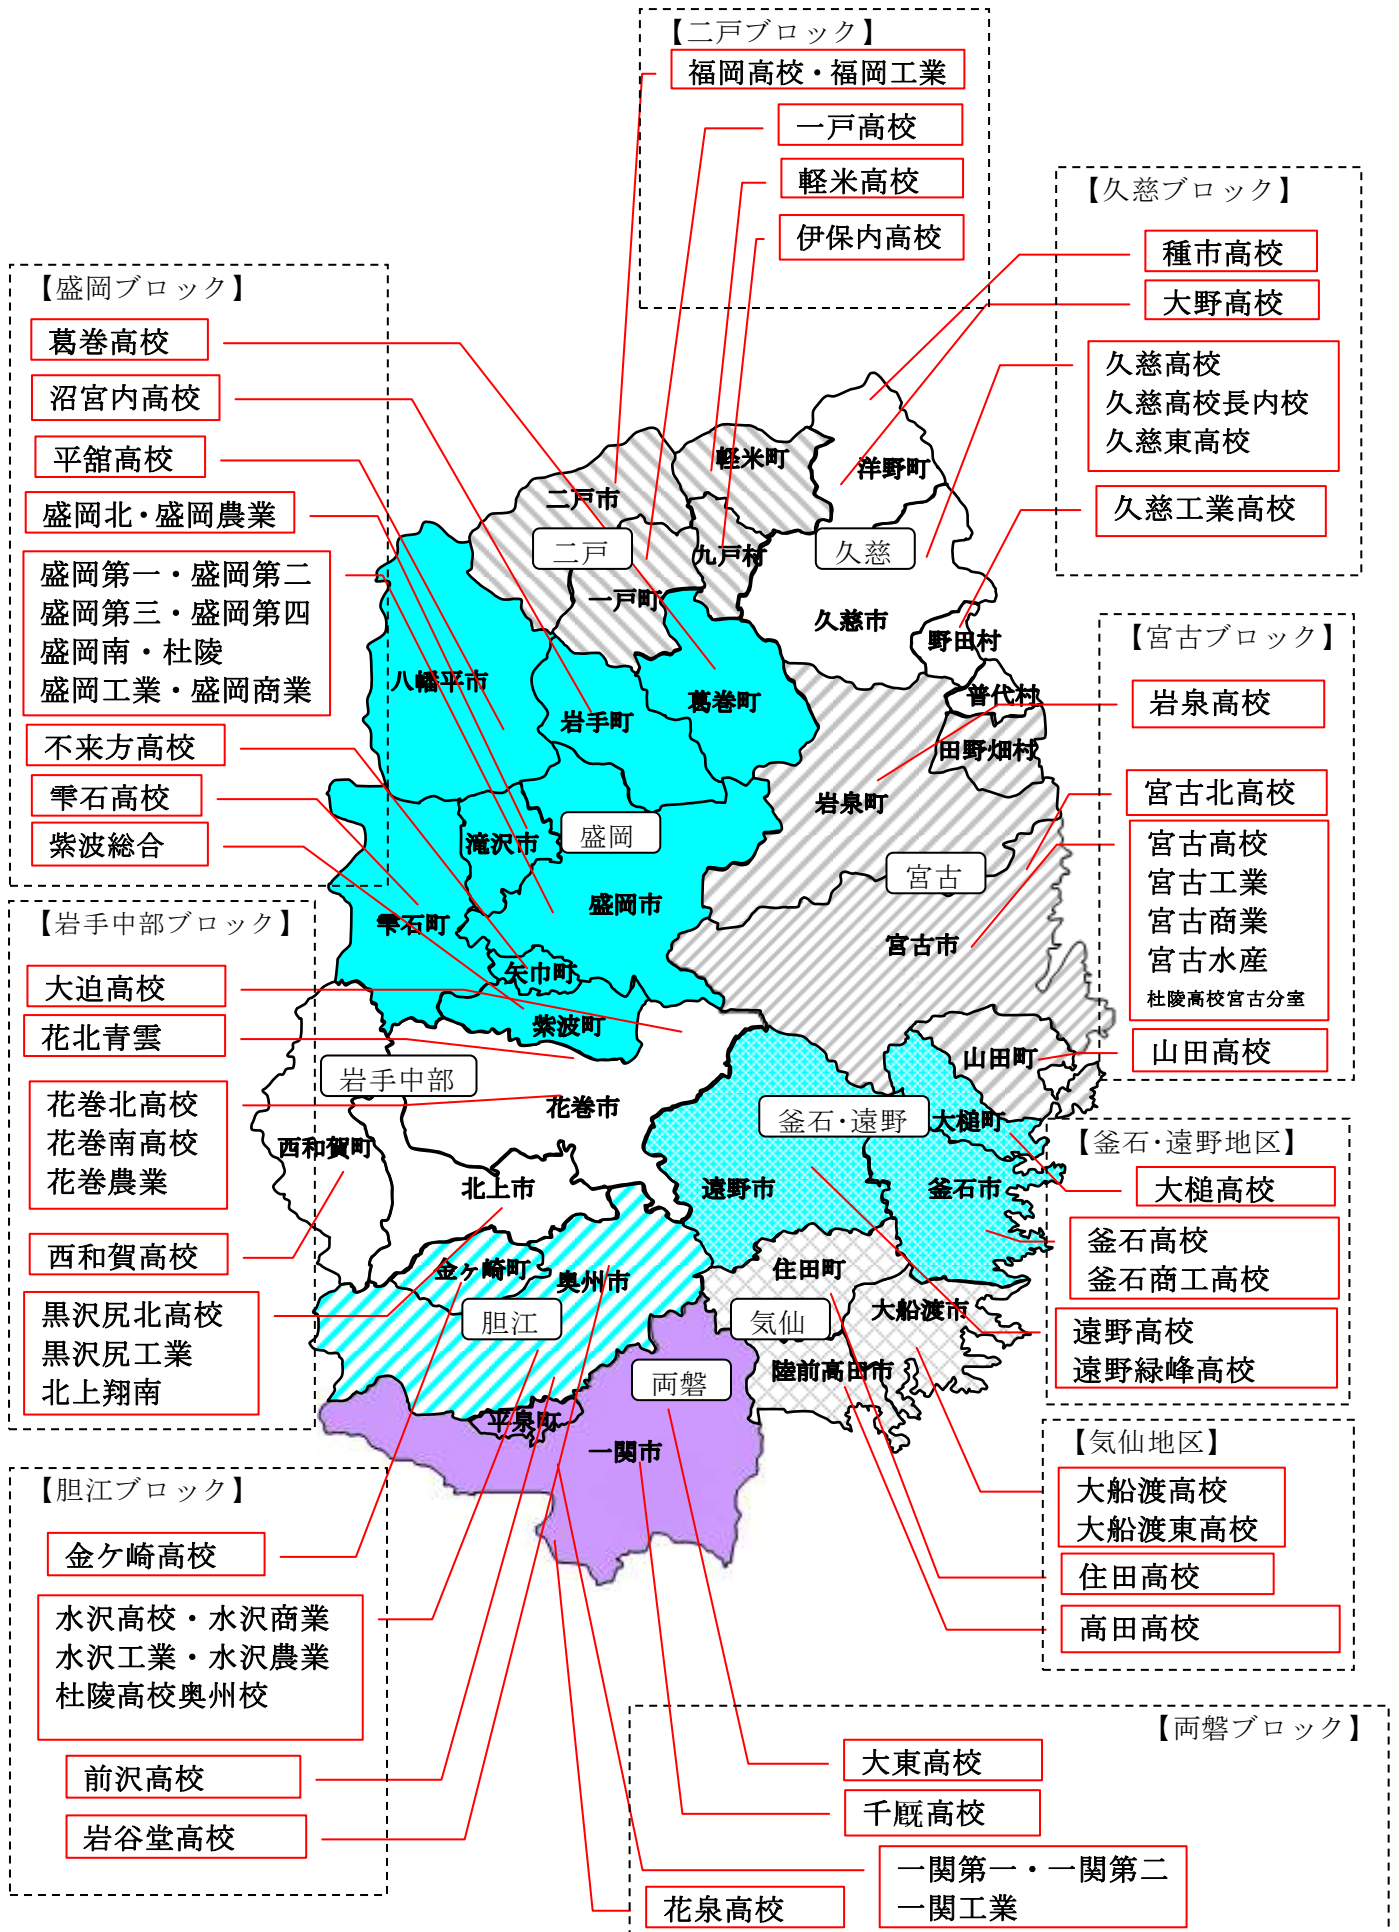 【二戸ブロック】
福岡高校・福岡工業
一戸高校
軽米高校
伊保内高校
【久慈ブロック】
種市高校
大野高校
久慈高校
久慈高校長内校
久慈東高校
久慈工業高校
【盛岡ブロック】
葛巻高校
沼宮内高校
平舘高校
盛岡北・盛岡農業
盛岡第一・盛岡第二
盛岡第三・盛岡第四
盛岡南・杜陵
盛岡工業・盛岡商業
不来方高校
雫石高校
紫波総合
【宮古ブロック】
岩泉高校
宮古北高校
宮古高校
宮古工業
宮古商業
宮古水産
杜陵高校宮古分室
山田高校
【岩手中部ブロック】
大迫高校
花北青雲
花巻北高校
花巻南高校
花巻農業
西和賀高校
黒沢尻北高校
黒沢尻工業
北上翔南
【釜石・遠野地区】
大槌高校
釜石高校
釜石商工高校
遠野高校
遠野緑峰高校
【気仙地区】
大船渡高校
大船渡東高校
住田高校
高田高校
【胆江ブロック】
金ケ崎高校
水沢高校・水沢商業
水沢工業・水沢農業
杜陵高校奥州校
前沢高校
岩谷堂高校
【両磐ブロック】
大東高校
千厩高校
一関第一・一関第二
一関工業
花泉高校
軽米町
洋野町
二戸市
二戸
九戸村
久慈
一戸町
久慈市
野田村
八幡平市
岩手町
葛巻町
普代村
田野畑村
岩泉町
滝沢市
盛岡
宮古
盛岡市
雫石町
宮古市
矢巾町
紫波町
山田町
岩手中部
花巻市
釜石・遠野
大槌町
西和賀町
北上市
遠野市
釜石市
金ヶ崎町
奥州市
住田町
大船渡市
胆江
気仙
陸前高田市
両磐
平泉町
一関市